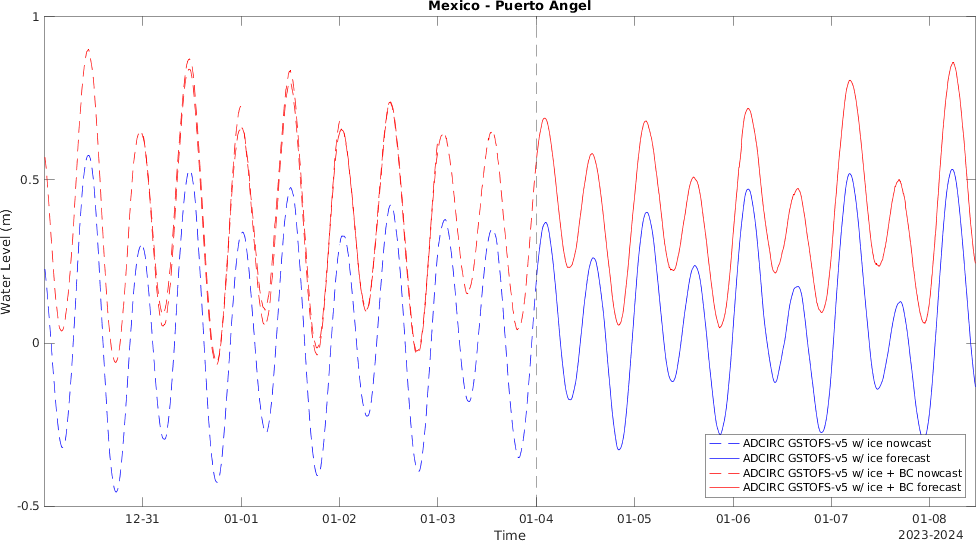 Mexico - Puerto Angel
1
0.5
0
-0.5
Water Level (m)
12-31
01-01
01-02
01-03
01-04
01-05
01-06
01-07
01-08
Time
2023-2024
ADCIRC GSTOFS-v5 w/ ice nowcast
ADCIRC GSTOFS-v5 w/ ice forecast
ADCIRC GSTOFS-v5 w/ ice + BC nowcast
ADCIRC GSTOFS-v5 w/ ice + BC forecast